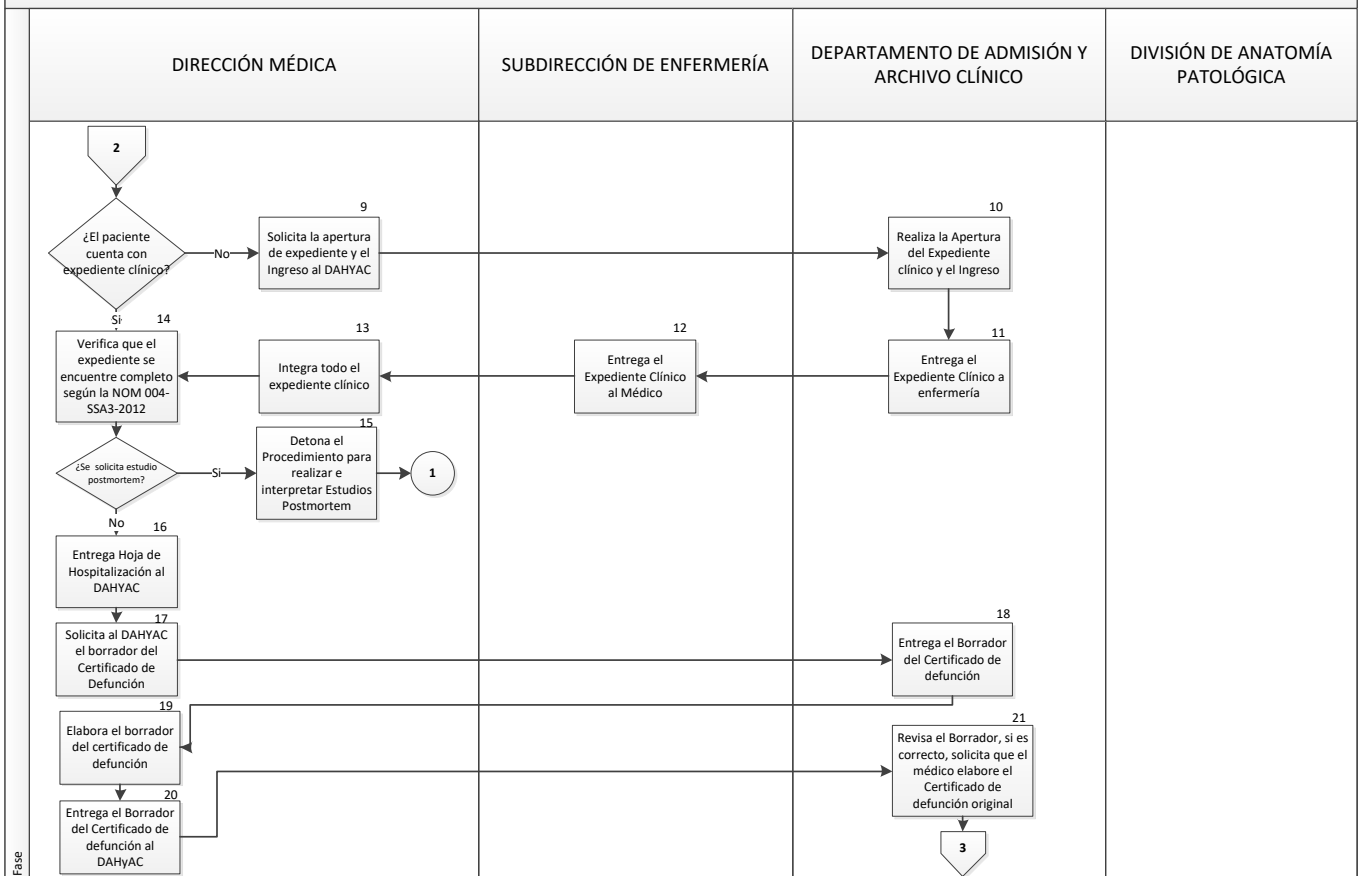 DIRECCIÓN MÉDICA
SUBDIRECCIÓN DE ENFERMERÍA
DEPARTAMENTO DE ADMISIÓN Y
ARCHIVO CLÍNICO
DIVISIÓN DE ANATOMÍA
PATOLÓGICA
2
¿El paciente
cuenta con
expediente clínico?
No
9
Solicita la apertura
de expediente y el
Ingreso al DAHYAC
10
Realiza la Apertura
del Expediente
clínico y el Ingreso
Si
14
Verifica que el
expediente se
encuentre completo
según la NOM 004-
SSA3-2012
13
Integra todo el
expediente clínico
12
Entrega el
Expediente Clínico
al Médico
11
Entrega el
Expediente Clínico a
enfermería
¿Se solicita estudio
postmortem?
Si
15
Detona el
Procedimiento para
realizar e
interpretar Estudios
Postmortem
1
No
16
Entrega Hoja de
Hospitalización al
DAHYAC
17
Solicita al DAHYAC
el borrador del
Certificado de
Defunción
18
Entrega el Borrador
del Certificado de
defunción
19
Elabora el borrador
del certificado de
defunción
20
Entrega el Borrador
del Certificado de
defunción al
DAHyAC
21
Revisa el Borrador, si es
correcto, solicita que el
médico elabore el
Certificado de
defunción original
3
Fase